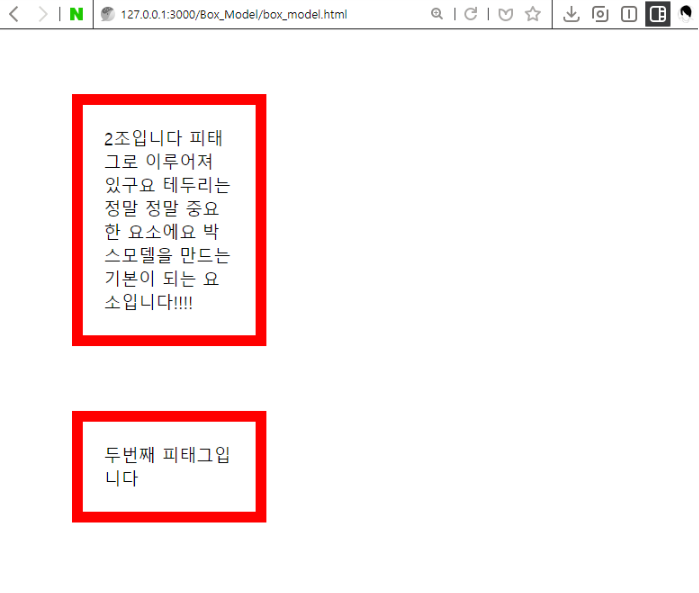 N 127.0.0.1:3000/Box_Model/box_model.html
2조입니다 피태
그로 이루어져
있구요 테두리는
정말 정말 중요
한 요소에요 박
스모델을 만드는
기본이 되는 요
소입니다!!!!
두번째 피태그입
니다